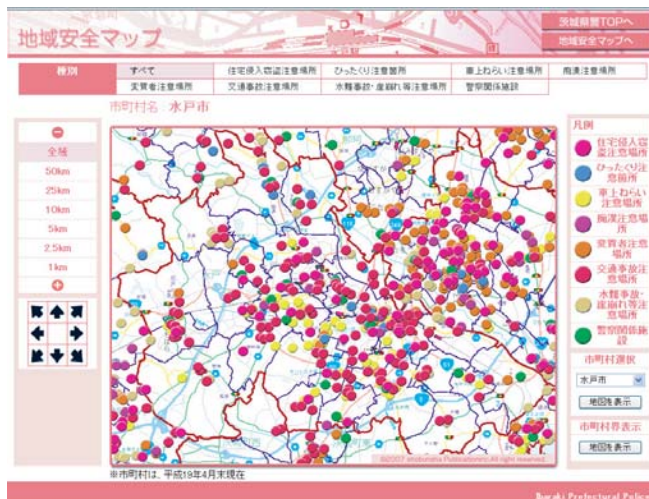 地域安全マップ
茨城県警TOPへ
地域安全マップへ
種別
すべて 住宅侵入窃盗注意場所 ひったくり注意箇所 車上ねらい注意場所 痴漢注意場所
変質者注意場所 交通事故注意場所 水難事故・崖崩れ等注意場所 警察関係施設
市町村名:水戸市
全域
50km
25km
10km
5km
2.5km
1km
凡例
住宅侵入窃
盗注意場所
ひったくり注
意箇所
車上ねらい
注意場所
痴漢注意場
所
変質者注意
場所
交通事故注
意場所
水難事故・
崖崩れ等注
意場所
警察関係施
設
市町村選択
水戸市
地図を表示
市町村界表示
地図を表示
©2007 shobunsha Publications,Inc.All right reserved.
※市町村は、平成19年4月末現在
Ibaraki Prefectural Police